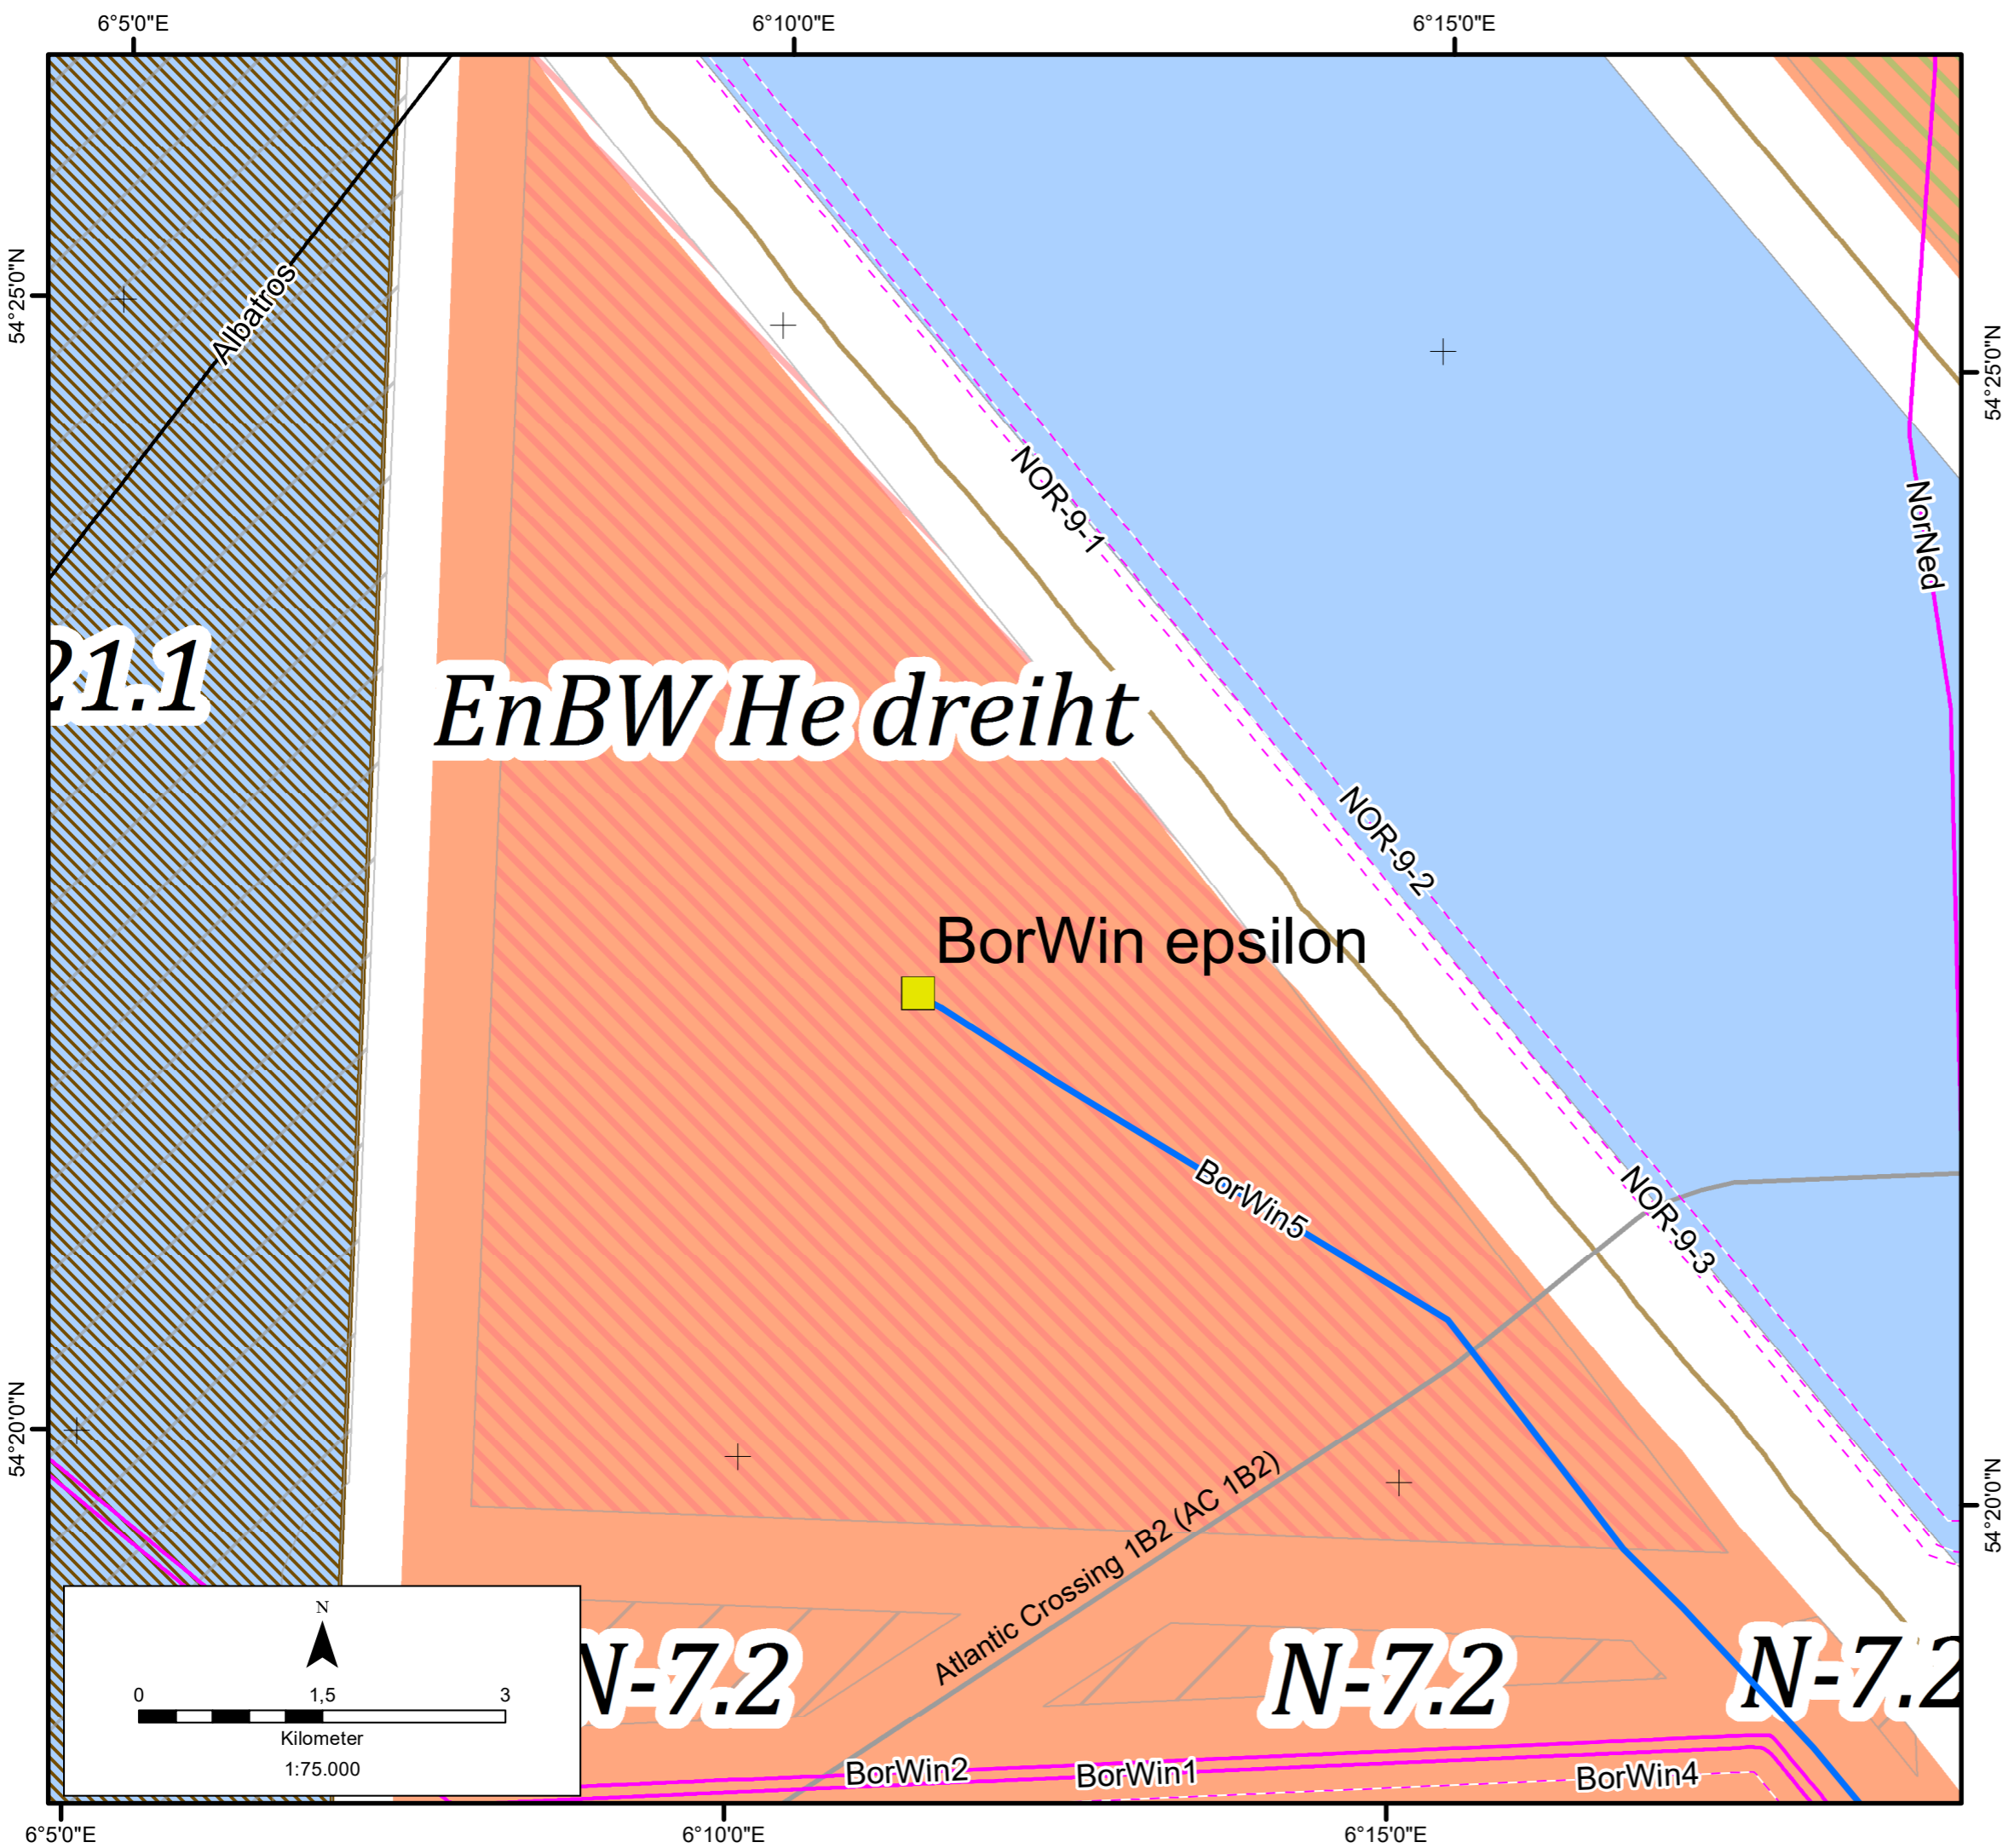 6°5'0"E
6°10'0"E
6°15'0"E
54°25'0"N
54°25'0"N
Albatros
NOR-9-1
NorNed
21.1
EnBW He dreiht
NOR-9-2
BorWin epsilon
BorWin5
NOR-9-3
54°20'0"N
54°20'0"N
Atlantic Crossing 1B2 (AC 1B2)
N-7.2
N-7.2
N-7.2
N
0 1,5 3
Kilometer
1:75.000
BorWin2
BorWin1
BorWin4
6°5'0"E
6°10'0"E
6°15'0"E